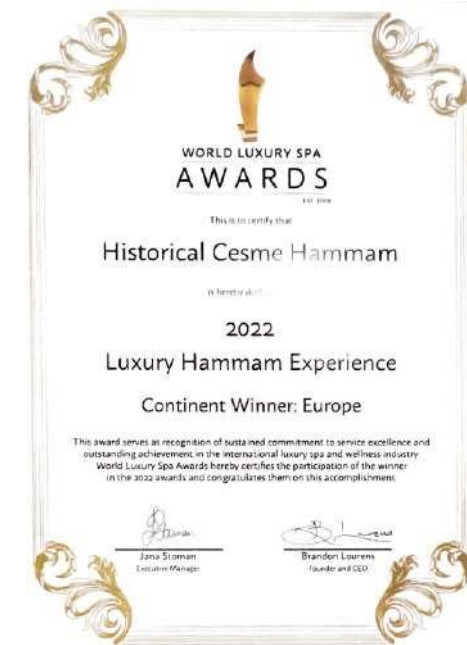 WORLD LUXURY SPA
AWARDS
This is to certify that
Historical Cesme Hammam
is hereby
2022
Luxury Hammam Experience
Continent Winner: Europe
This award serves as recognition of sustained commitment to service excellence and
outstanding achievement in the international luxury spa and wellness industry
World Luxury Spa Awards hereby certifies the participation of the winner
in the 2022 awards and congratulates them on this accomplishment
Jana Stoman
Brandon Lourens
Executive Manager
Founder and CEO